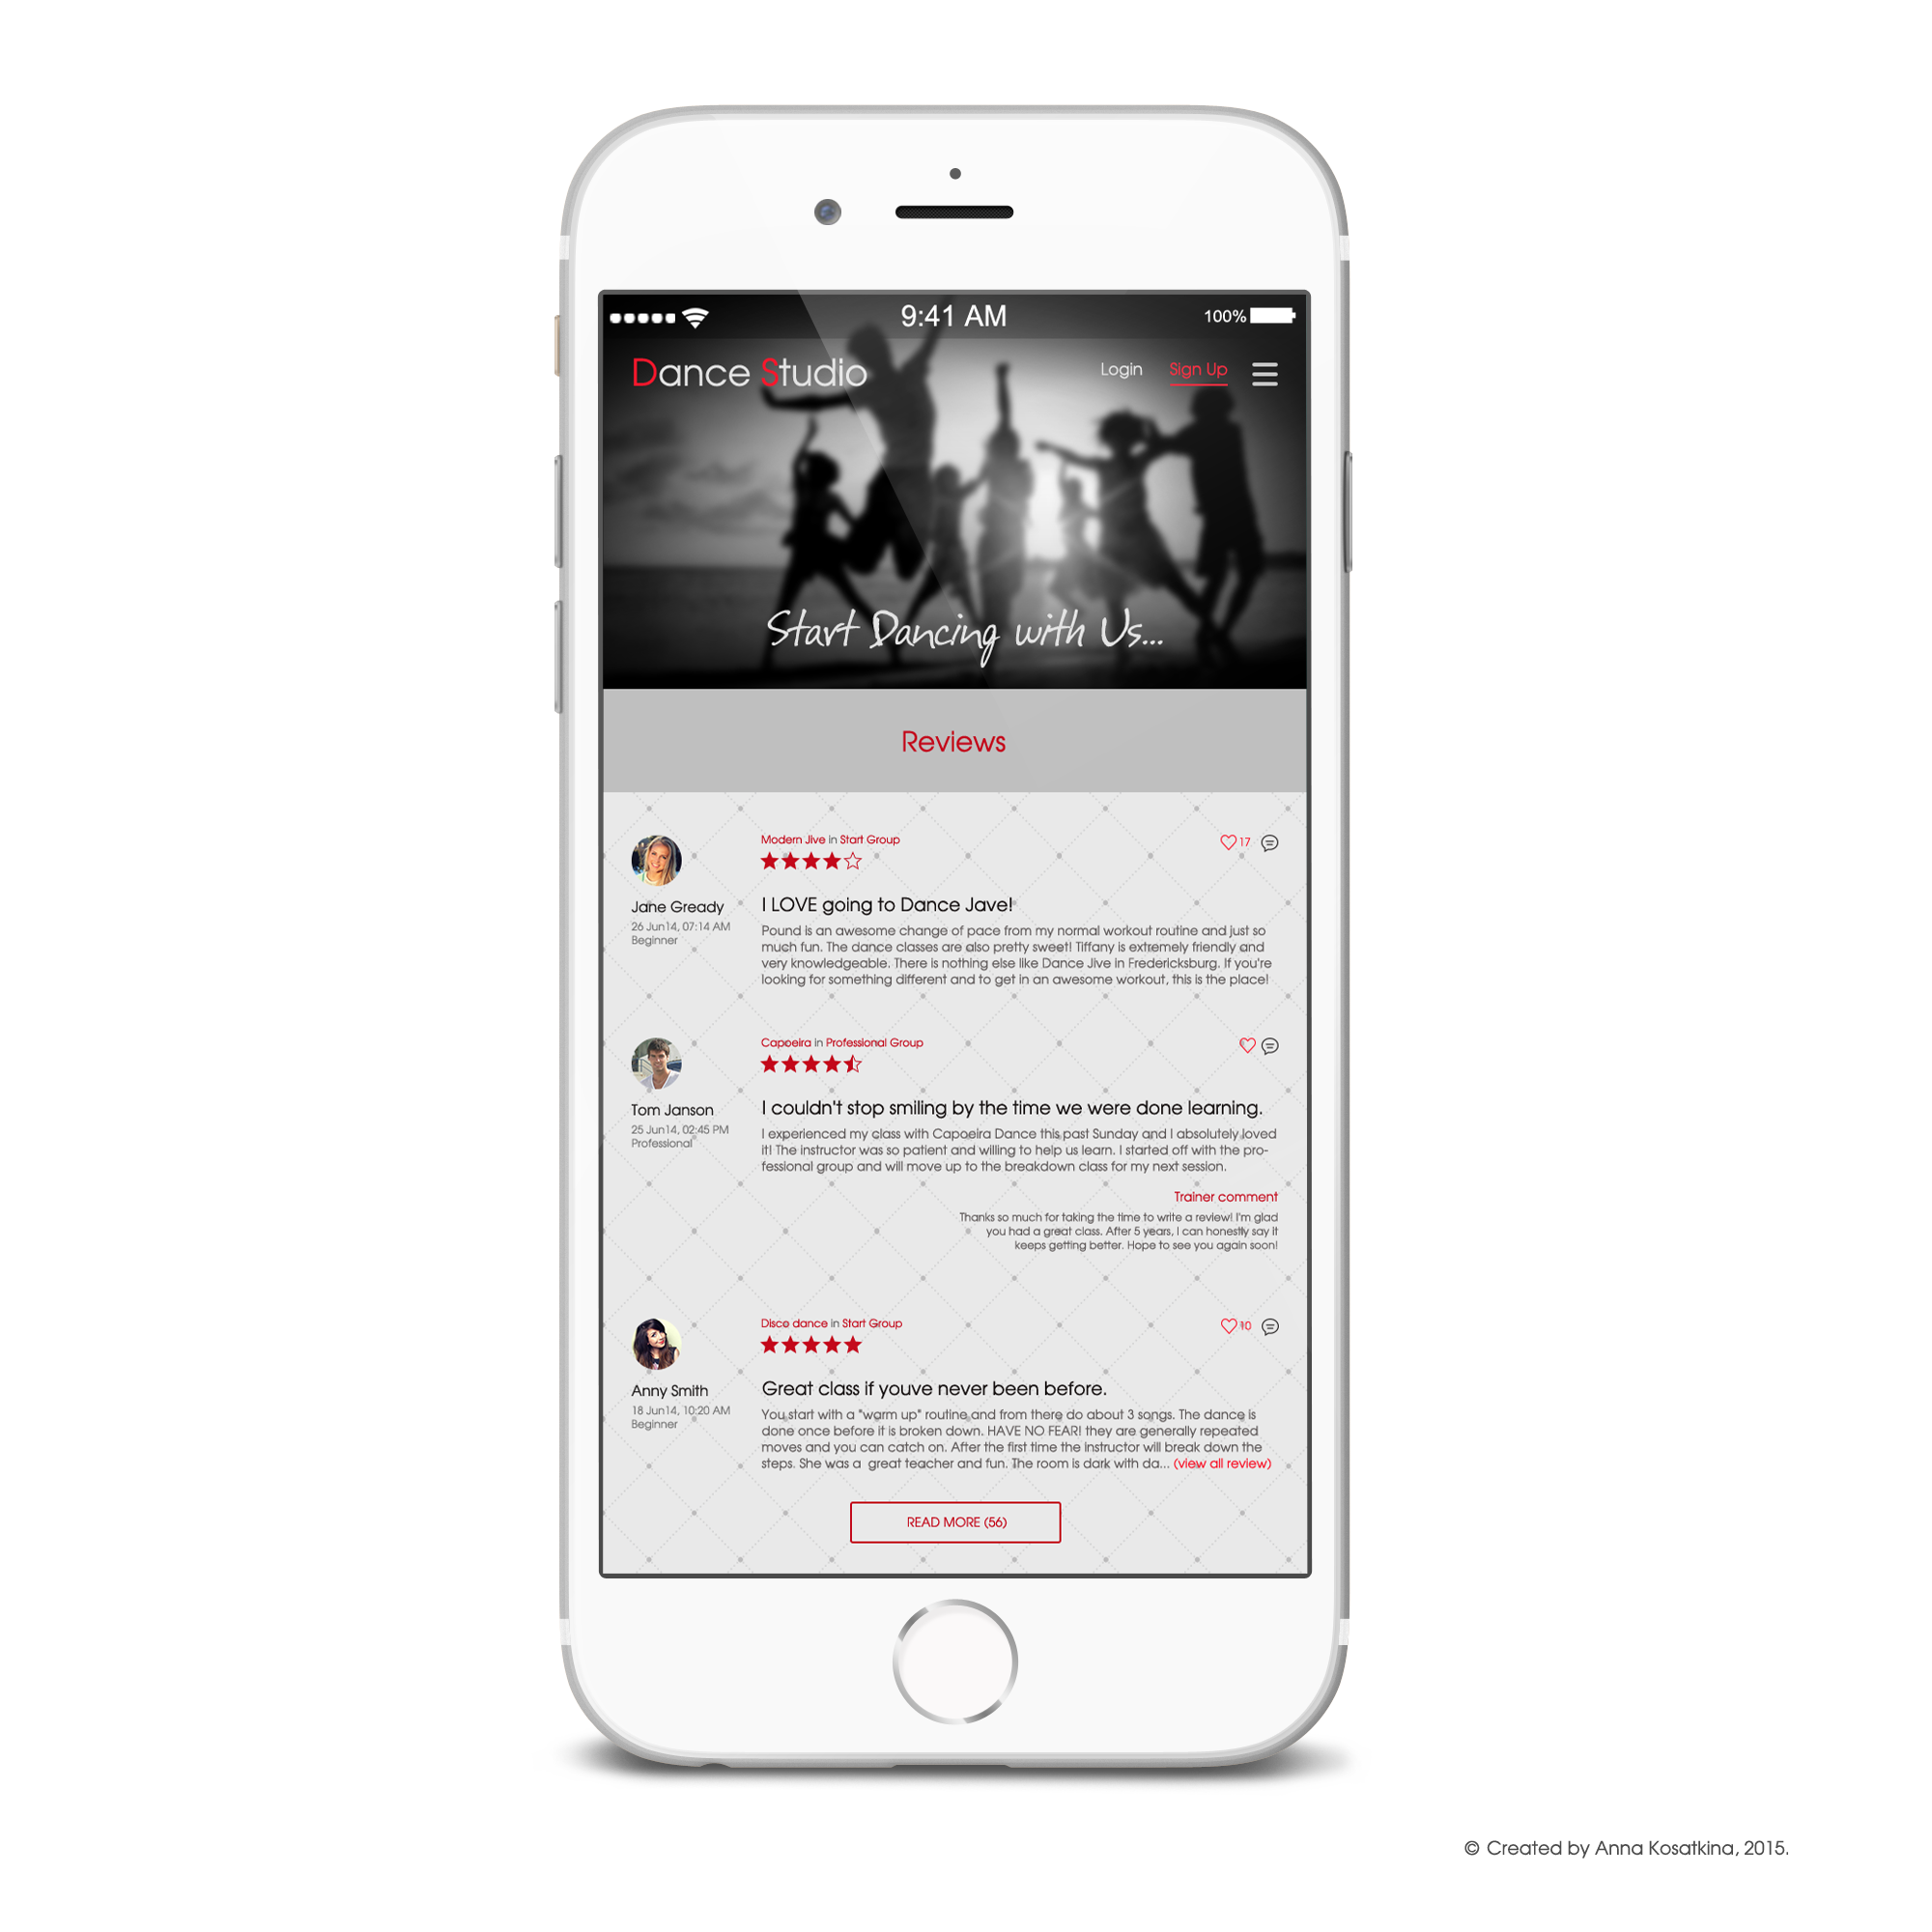 9:41 AM
100%
Dance Studio
Login
Sign Up
Start Dancing with Us...
Reviews
Modern Jive in Start Group
17
Jane Gready
26 Jun14, 07:14 AM
Beginner
I LOVE going to Dance Jave!
Pound is an awesome change of pace from my normal workout routine and just so
much fun. The dance classes are also pretty sweet! Tiffany is extremely friendly and
very knowledgeable. There is nothing else like Dance Jive in Fredericksburg. If you're
looking for something different and to get in an awesome workout, this is the place!
Capoeira in Professional Group
Tom Janson
25 Jun14, 02:45 PM
Professional
I couldn't stop smiling by the time we were done learning.
I experienced my class with Capoeira Dance this past Sunday and I absolutely loved
it! The instructor was so patient and willing to help us learn. I started off with the pro-
fessional group and will move up to the breakdown class for my next session.
Trainer comment
Thanks so much for taking the time to write a review! I'm glad
you had a great class. After 5 years, I can honestly say it
keeps getting better. Hope to see you again soon!
Disco dance in Start Group
10
Anny Smith
18 Jun14, 10:20 AM
Beginner
Great class if youve never been before.
You start with a "warm up" routine and from there do about 3 songs. The dance is
done once before it is broken down. HAVE NO FEAR! they are generally repeated
moves and you can catch on. After the first time the instructor will break down the
steps. She was a great teacher and fun. The room is dark with da... (view all review)
READ MORE (56)
© Created by Anna Kosatkina, 2015.